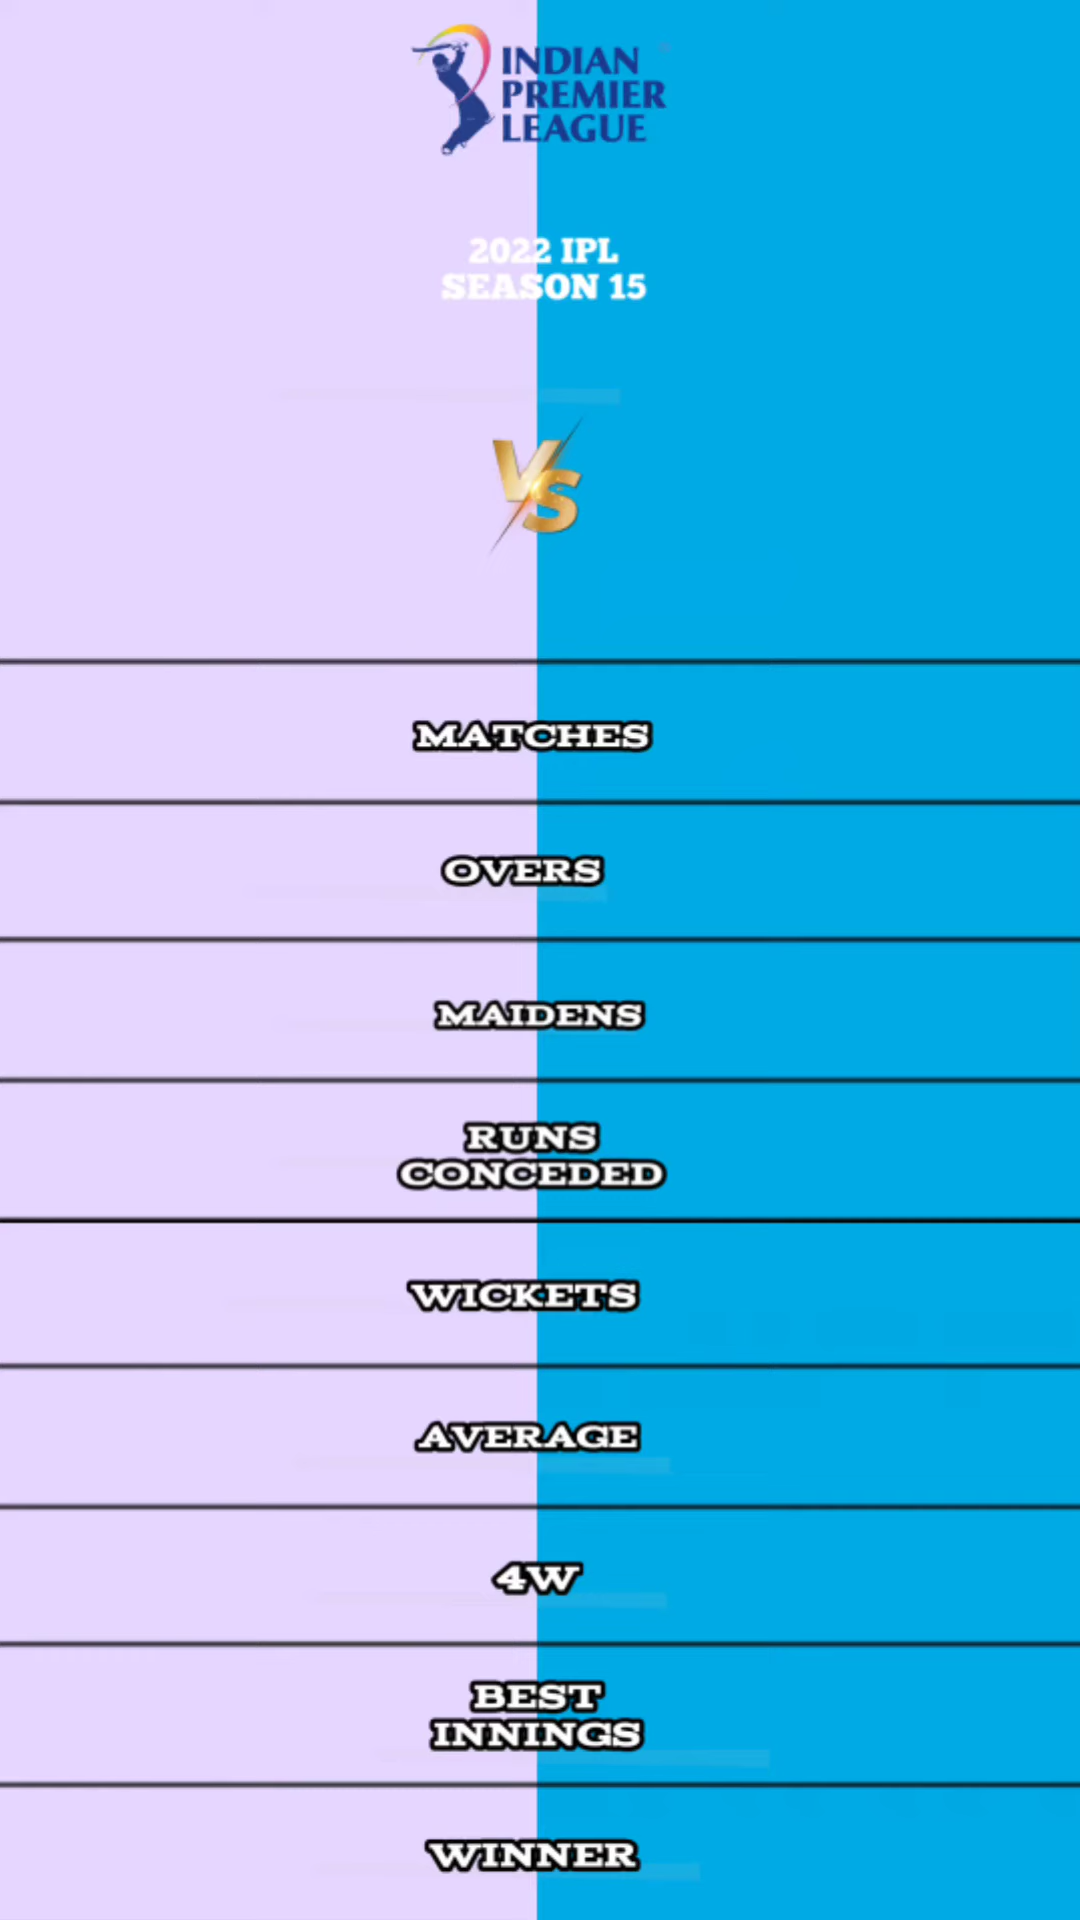 INDIAN
PREMIER
LEAGUE
2022 IPL
SEASON 15
VS
MATCHES
OVERS
MAIDENS
RUNS
CONCEDED
WICKETS
AVERAGE
4W
BEST
INNINGS
WINNER